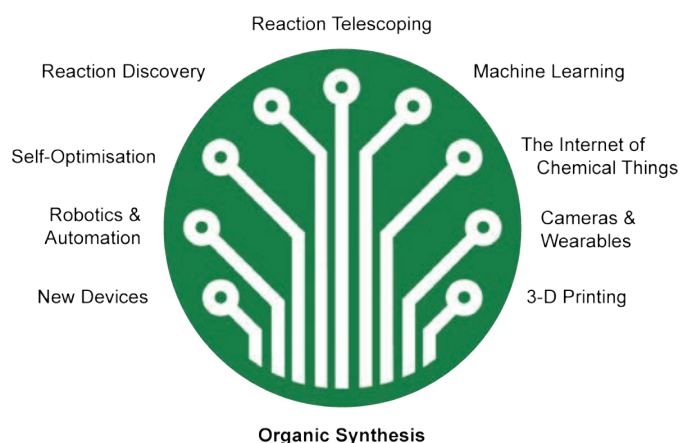 Reaction Telescoping
Reaction Discovery
Machine Learning
Self-Optimisation
The Internet of
Chemical Things
Robotics &
Automation
Cameras &
Wearables
New Devices
3-D Printing
Organic Synthesis